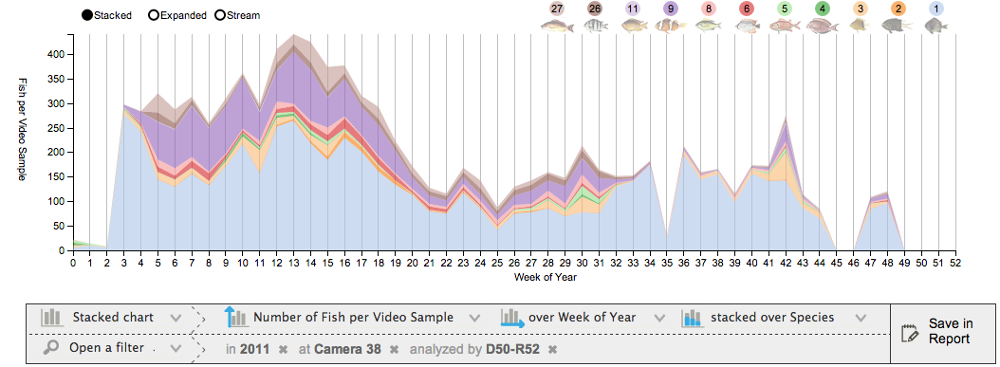 Stacked Expanded Stream
27 26 11 9 8 6 5 4 3 2 1
Fish per Video Sample
400
350
300
250
200
150
100
50
0
0 1 2 3 4 5 6 7 8 9 10 11 12 13 14 15 16 17 18 19 20 21 22 23 24 25 26 27 28 29 30 31 32 33 34 35 36 37 38 39 40 41 42 43 44 45 46 47 48 49 50 51 52
Week of Year
Stacked chart Number of Fish per Video Sample over Week of Year stacked over Species
Open a filter . in 2011 ✖ at Camera 38 ✖ analyzed by D50-R52 ✖
Save in
Report